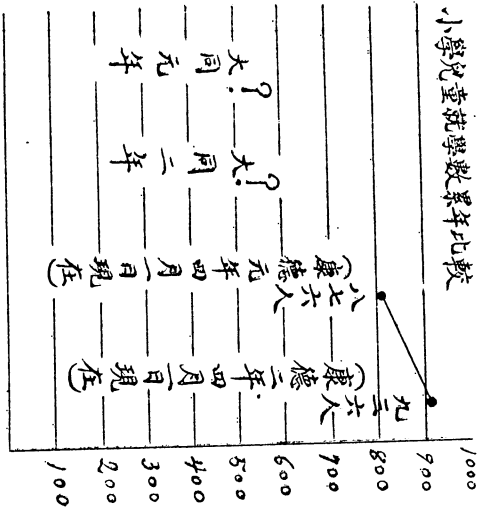 小學兒童就學數累年比較
1000
900
800
700
600
500
400
300
200
100
?
大同元年
?
大同二年
八七六人
(康德元年四月一日現在)
九三六人
(康德二年四月一日現在)